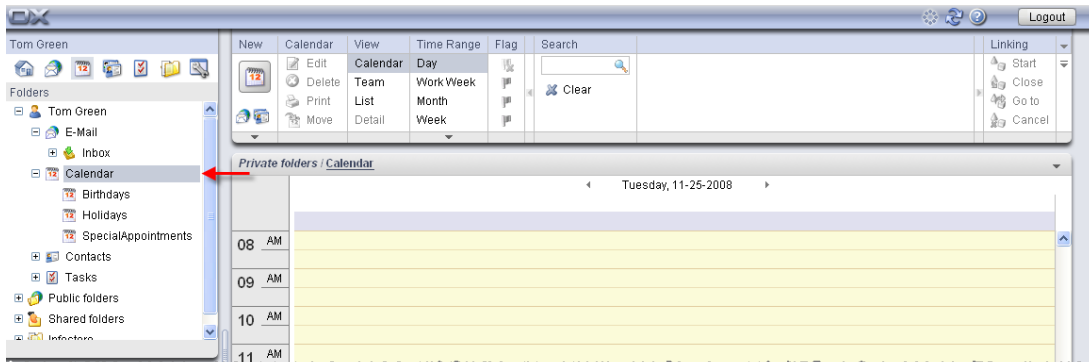 OX
Logout
Tom Green
New Calendar View Time Range Flag Search Linking
Edit Calendar Day Start
Delete Team Work Week Clear Close
Print List Month Go to
Move Detail Week Cancel
12
Folders
Tom Green
E-Mail
Inbox
Calendar
Birthdays
Holidays
SpecialAppointments
Contacts
Tasks
Public folders
Shared folders
Infostore
Private folders / Calendar
Tuesday, 11-25-2008
08 AM
09 AM
10 AM
11 AM